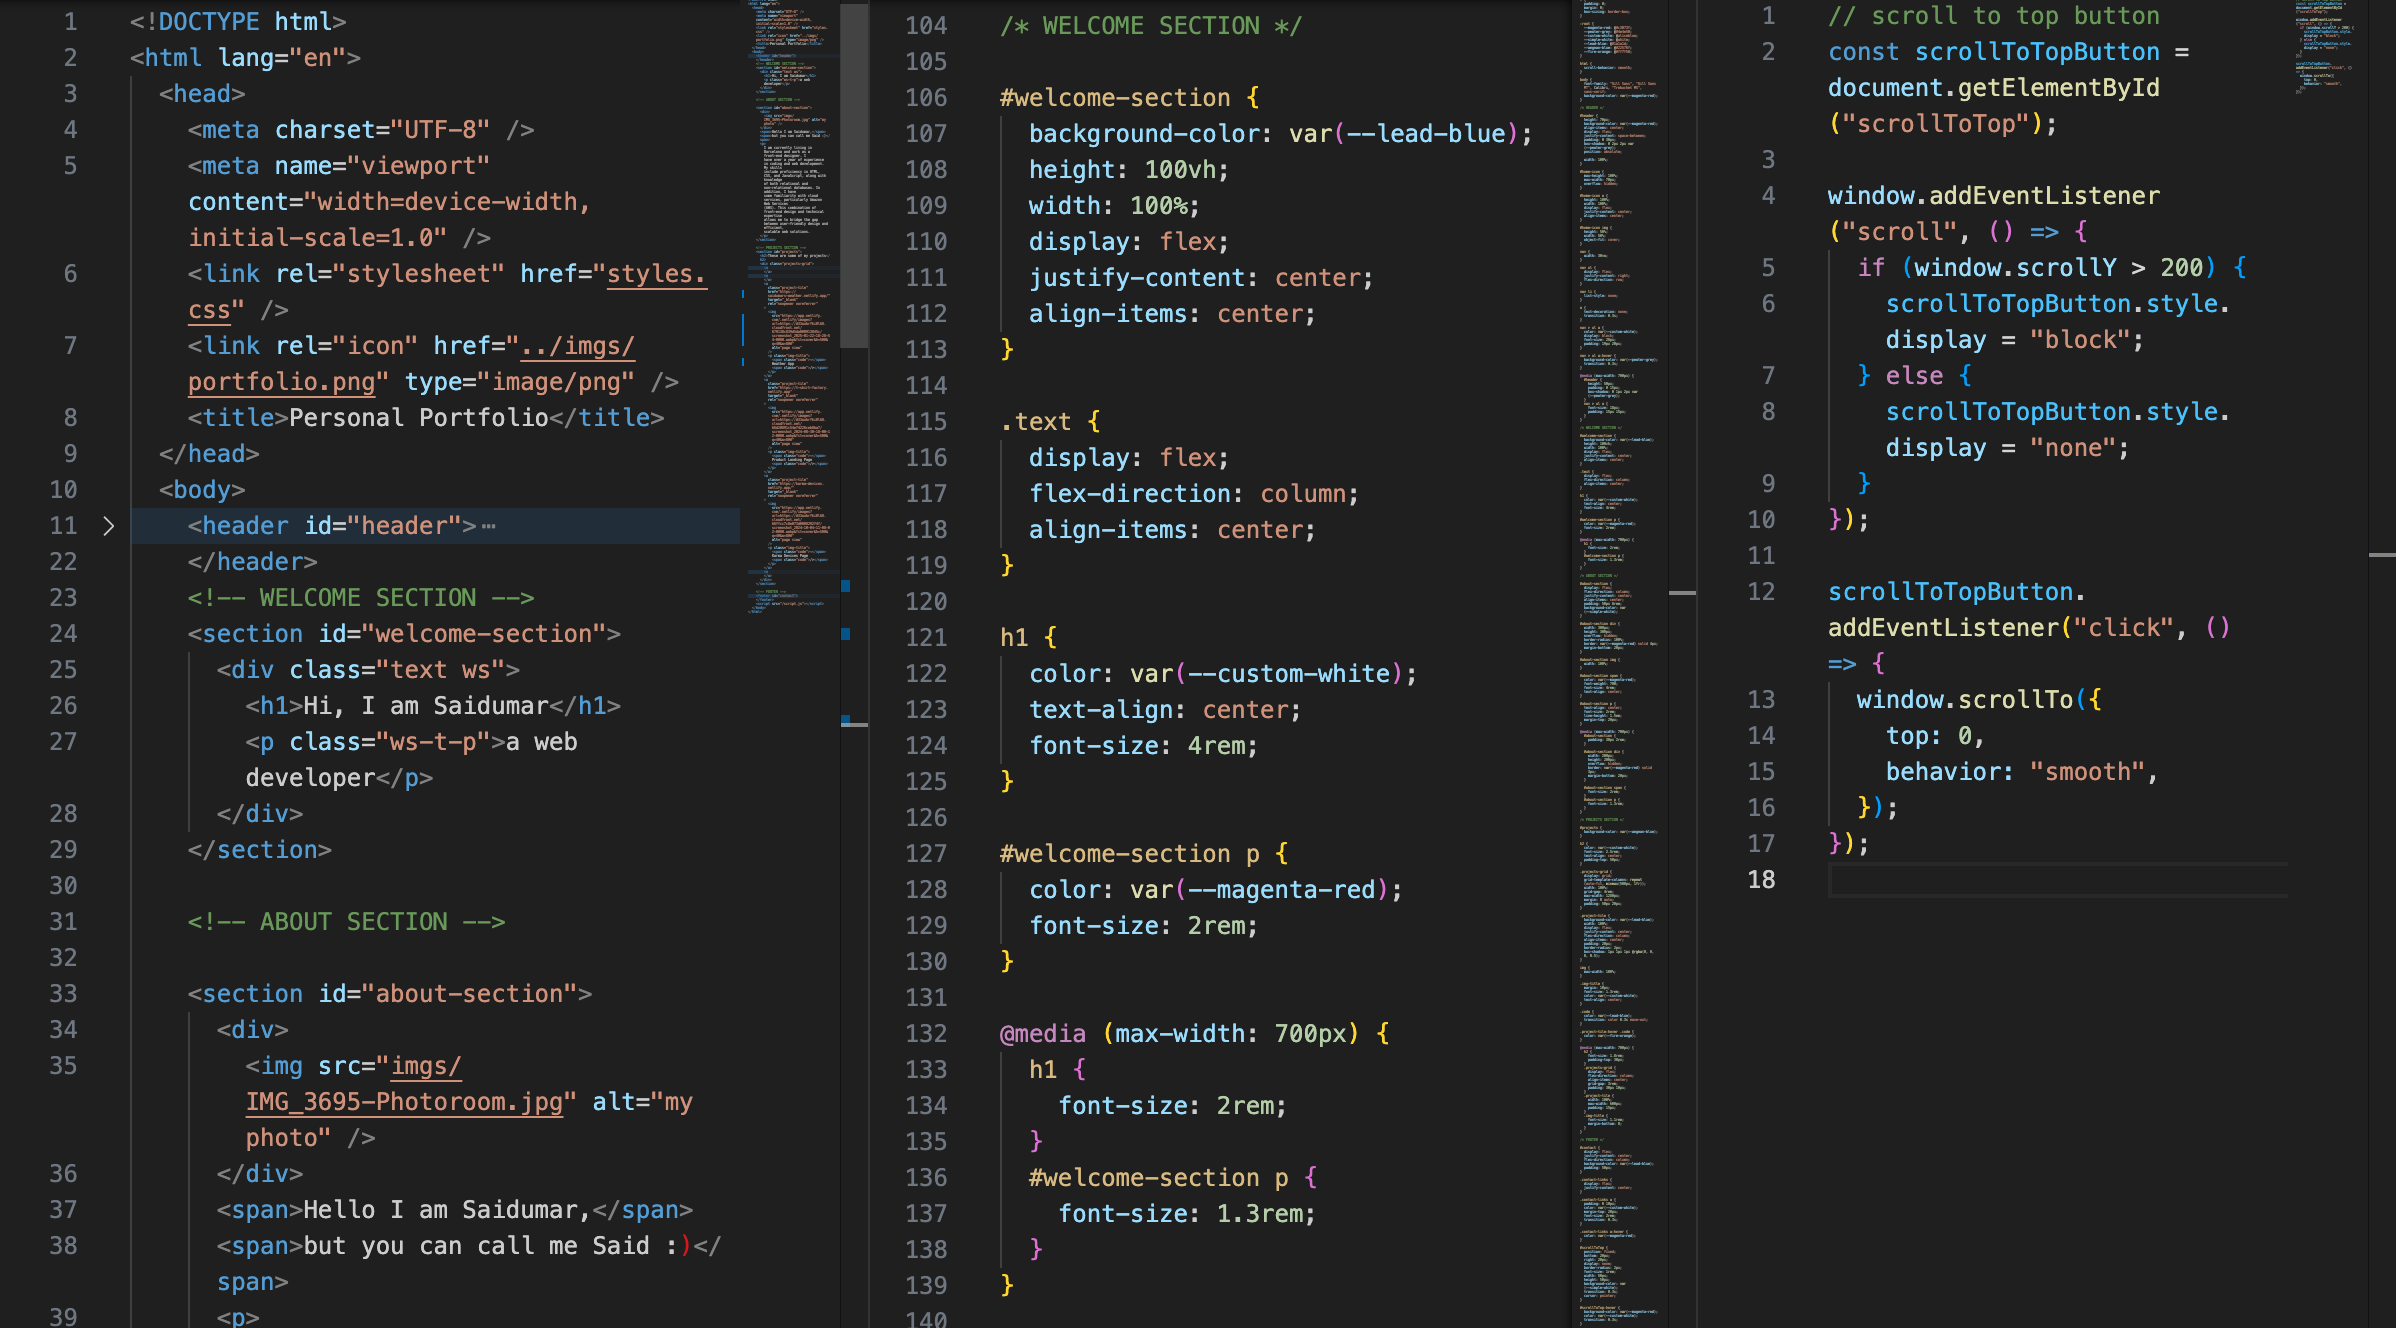 1 <!DOCTYPE html>
2 <html lang="en">
3 <head>
4 <meta charset="UTF-8" />
5 <meta name="viewport"
content="width=device-width,
initial-scale=1.0" />
6 <link rel="stylesheet" href="styles.
css" />
7 <link rel="icon" href="../imgs/
portfolio.png" type="image/png" />
8 <title>Personal Portfolio</title>
9 </head>
10 <body>
11 <header id="header">⋯
22 </header>
23 <!-- WELCOME SECTION -->
24 <section id="welcome-section">
25 <div class="text ws">
26 <h1>Hi, I am Saidumar</h1>
27 <p class="ws-t-p">a web
developer</p>
28 </div>
29 </section>
30
31 <!-- ABOUT SECTION -->
32
33 <section id="about-section">
34 <div>
35 <img src="imgs/
IMG_3695-Photoroom.jpg" alt="my
photo" />
36 </div>
37 <span>Hello I am Saidumar,</span>
38 <span>but you can call me Said :)</
span>
39 <p>
104 /* WELCOME SECTION */
105
106 #welcome-section {
107 background-color: var(--lead-blue);
108 height: 100vh;
109 width: 100%;
110 display: flex;
111 justify-content: center;
112 align-items: center;
113 }
114
115 .text {
116 display: flex;
117 flex-direction: column;
118 align-items: center;
119 }
120
121 h1 {
122 color: var(--custom-white);
123 text-align: center;
124 font-size: 4rem;
125 }
126
127 #welcome-section p {
128 color: var(--magenta-red);
129 font-size: 2rem;
130 }
131
132 @media (max-width: 700px) {
133 h1 {
134 font-size: 2rem;
135 }
136 #welcome-section p {
137 font-size: 1.3rem;
138 }
139 }
140
1 // scroll to top button
2 const scrollToTopButton =
document.getElementById
("scrollToTop");
3
4 window.addEventListener
("scroll", () => {
5 if (window.scrollY > 200) {
6 scrollToTopButton.style.
display = "block";
7 } else {
8 scrollToTopButton.style.
display = "none";
9 }
10 });
11
12 scrollToTopButton.
addEventListener("click", ()
=> {
13 window.scrollTo({
14 top: 0,
15 behavior: "smooth",
16 });
17 });
18